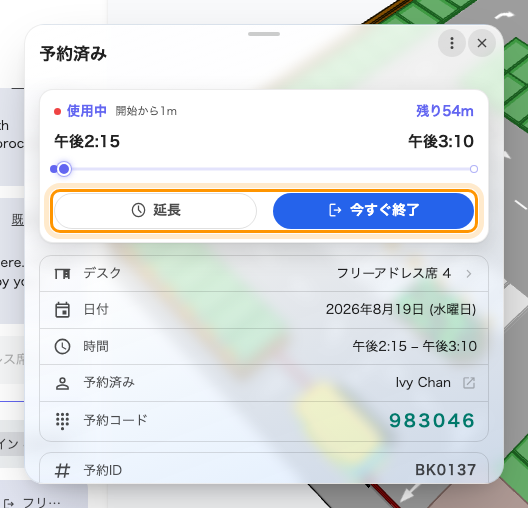 予約済み
使用中 開始から1m 残り54m
午後2:15 午後3:10
延長 今すぐ終了
デスク フリーアドレス席 4
日付 2026年8月19日 (水曜日)
時間 午後2:15 – 午後3:10
予約済み Ivy Chan
予約コード 983046
予約ID BK0137
既
ere.
フリ…